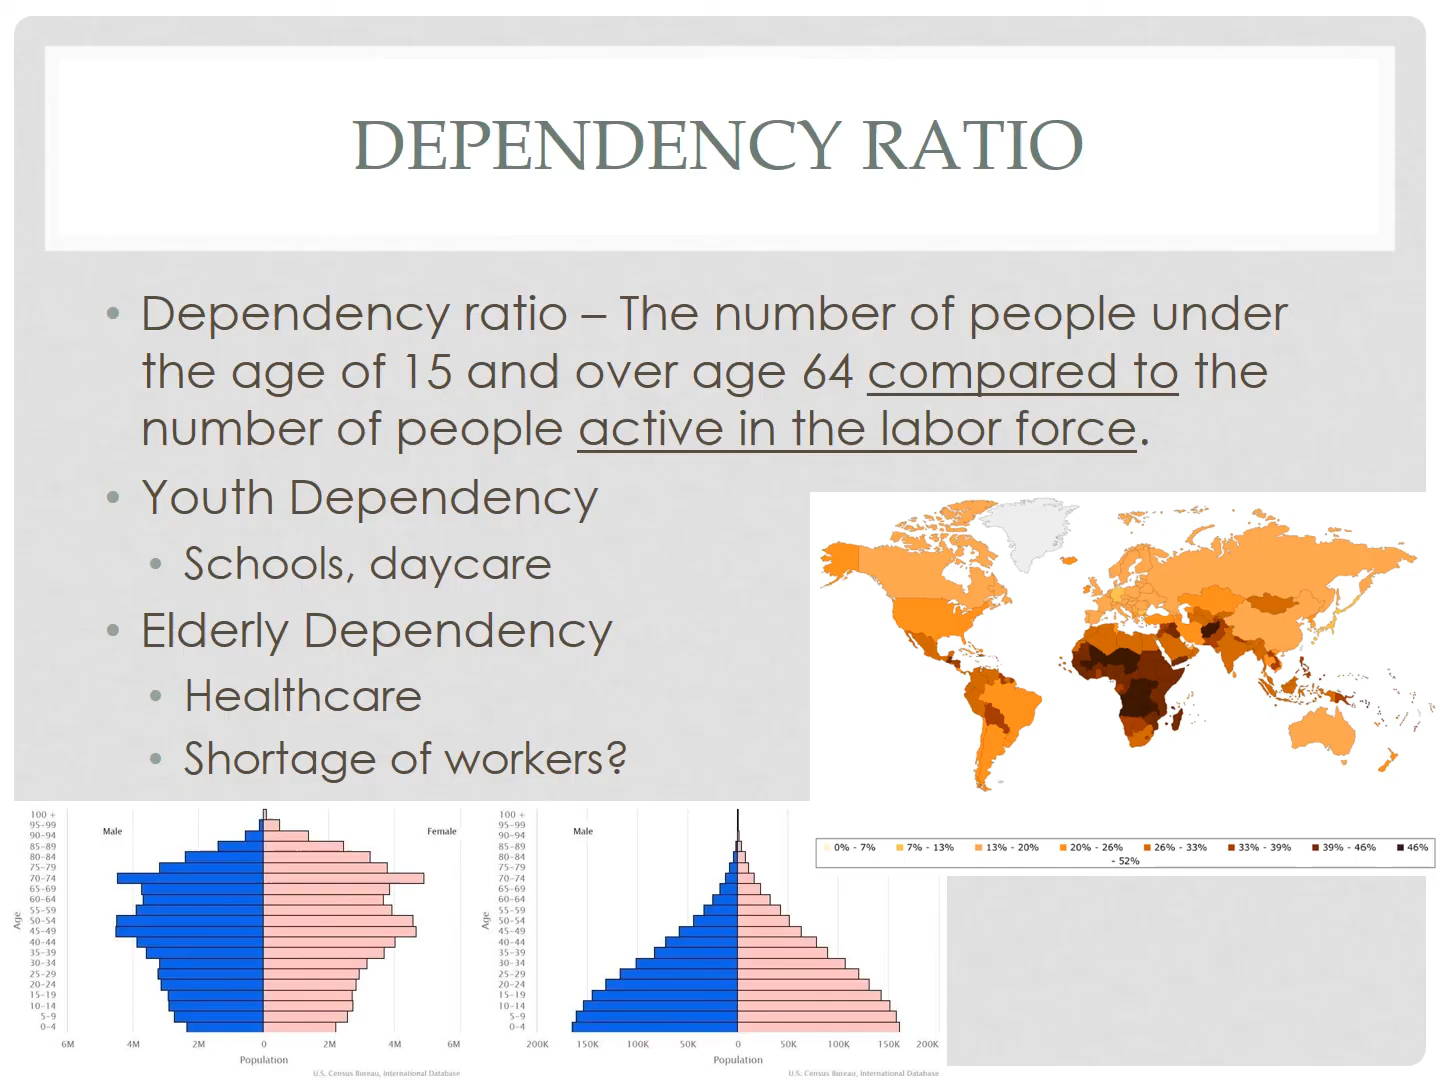 DEPENDENCY RATIO
• Dependency ratio – The number of people under
the age of 15 and over age 64 compared to the
number of people active in the labor force.
• Youth Dependency
• Schools, daycare
• Elderly Dependency
• Healthcare
• Shortage of workers?
0% - 7% 7% - 13% 13% - 20% 20% - 26% 26% - 33% 33% - 39% 39% - 46% 46%
- 52%
Male Female
Age
100 +
95-99
90-94
85-89
80-84
75-79
70-74
65-69
60-64
55-59
50-54
45-49
40-44
35-39
30-34
25-29
20-24
15-19
10-14
5-9
0-4
6M 4M 2M 0 2M 4M 6M
Population
U.S. Census Bureau, International Database
Male
Age
100 +
95-99
90-94
85-89
80-84
75-79
70-74
65-69
60-64
55-59
50-54
45-49
40-44
35-39
30-34
25-29
20-24
15-19
10-14
5-9
0-4
200K 150K 100K 50K 0 50K 100K 150K 200K
Population
U.S. Census Bureau, International Database